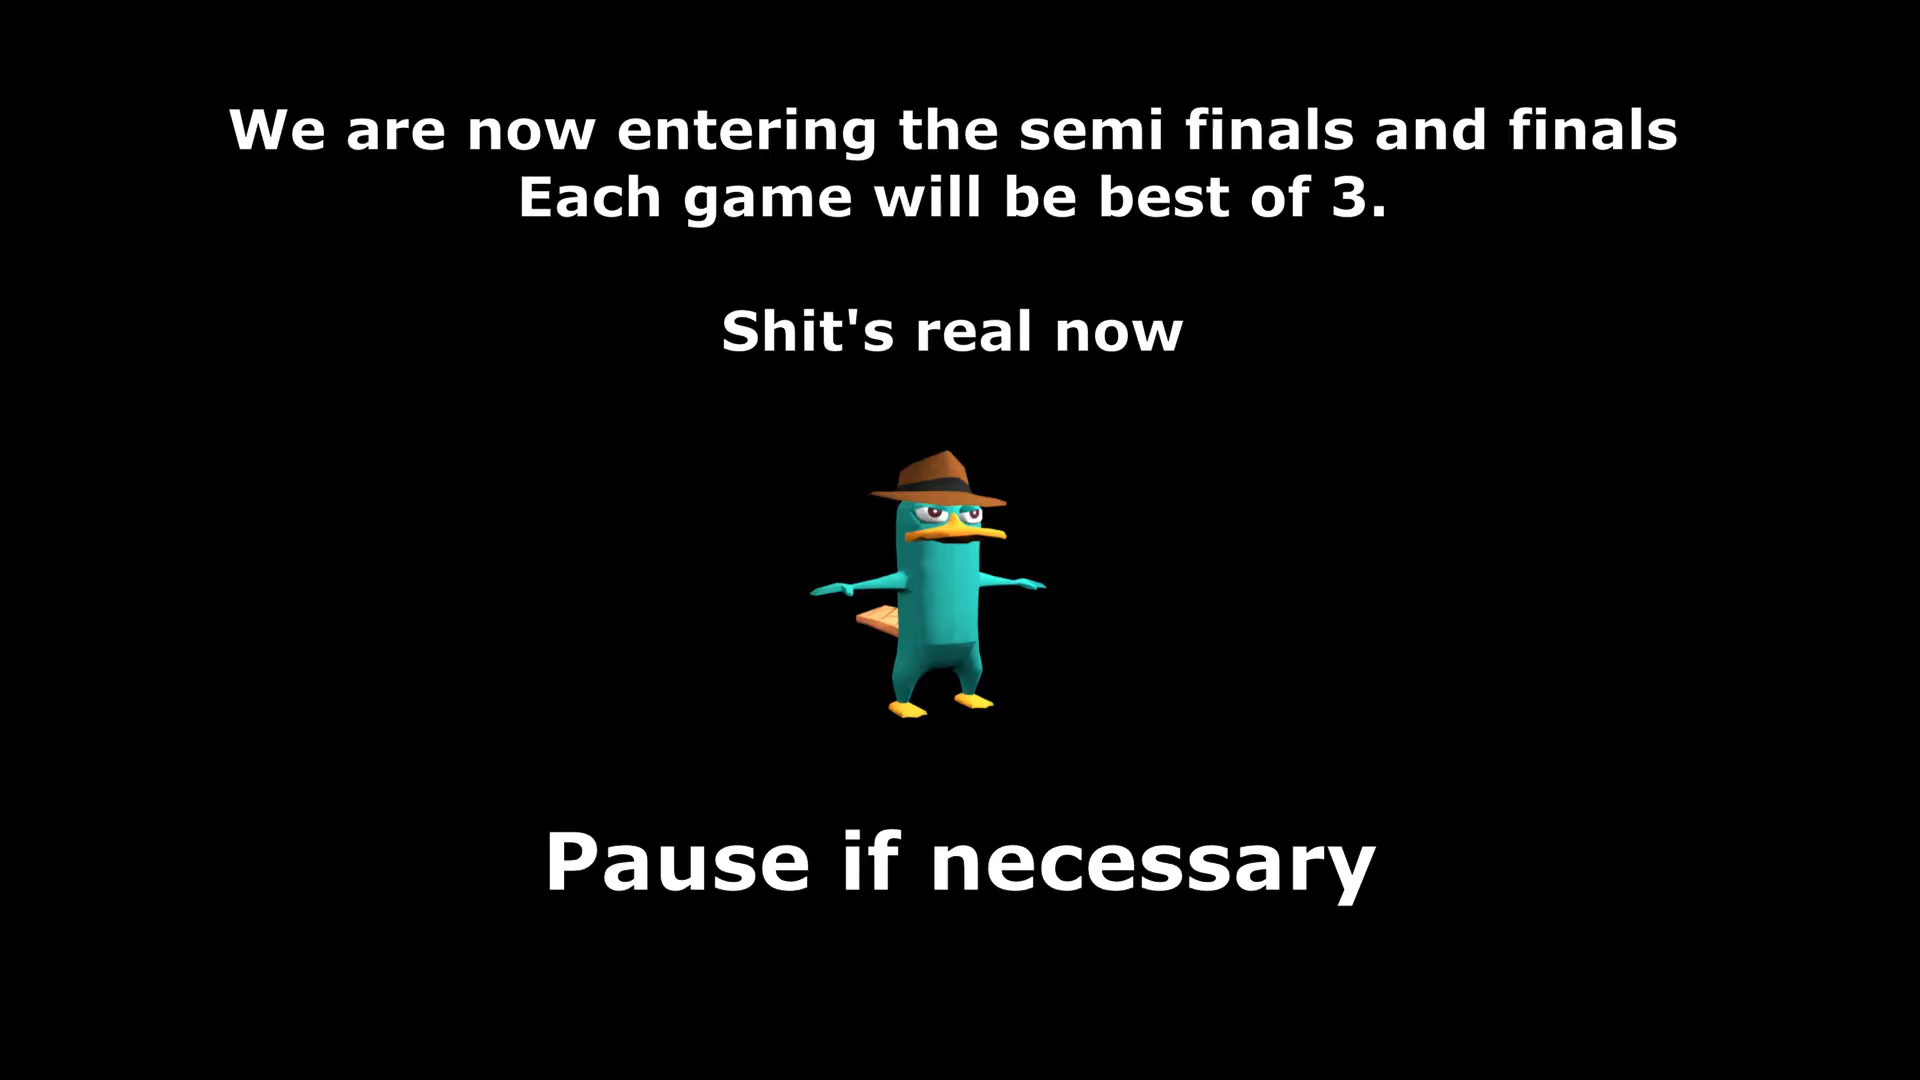 We are now entering the semi finals and finals
Each game will be best of 3.
Shit's real now
Pause if necessary